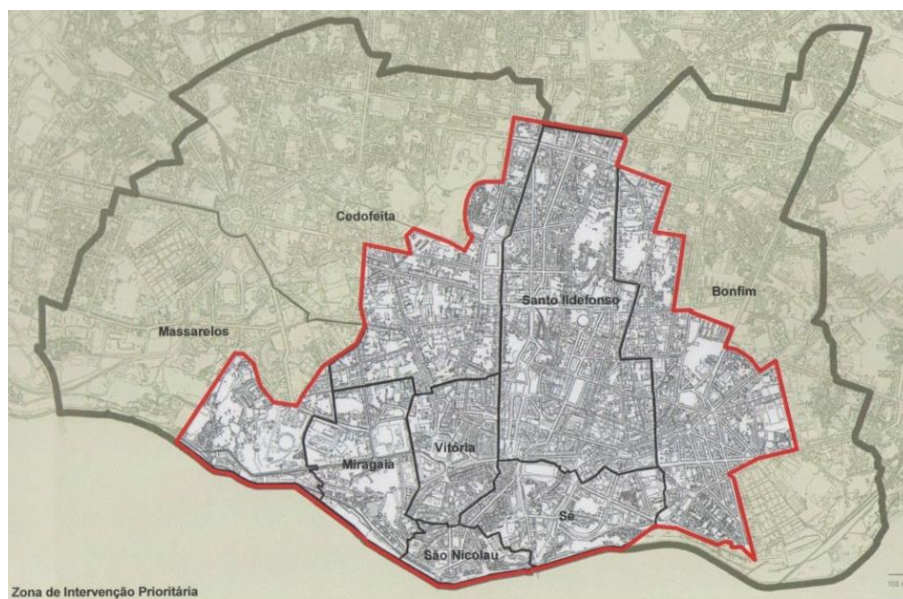 Cedofeita
Santo Ildefonso
Bonfim
Massarelos
Vitória
Miragaia
Sé
São Nicolau
Zona de Intervenção Prioritária